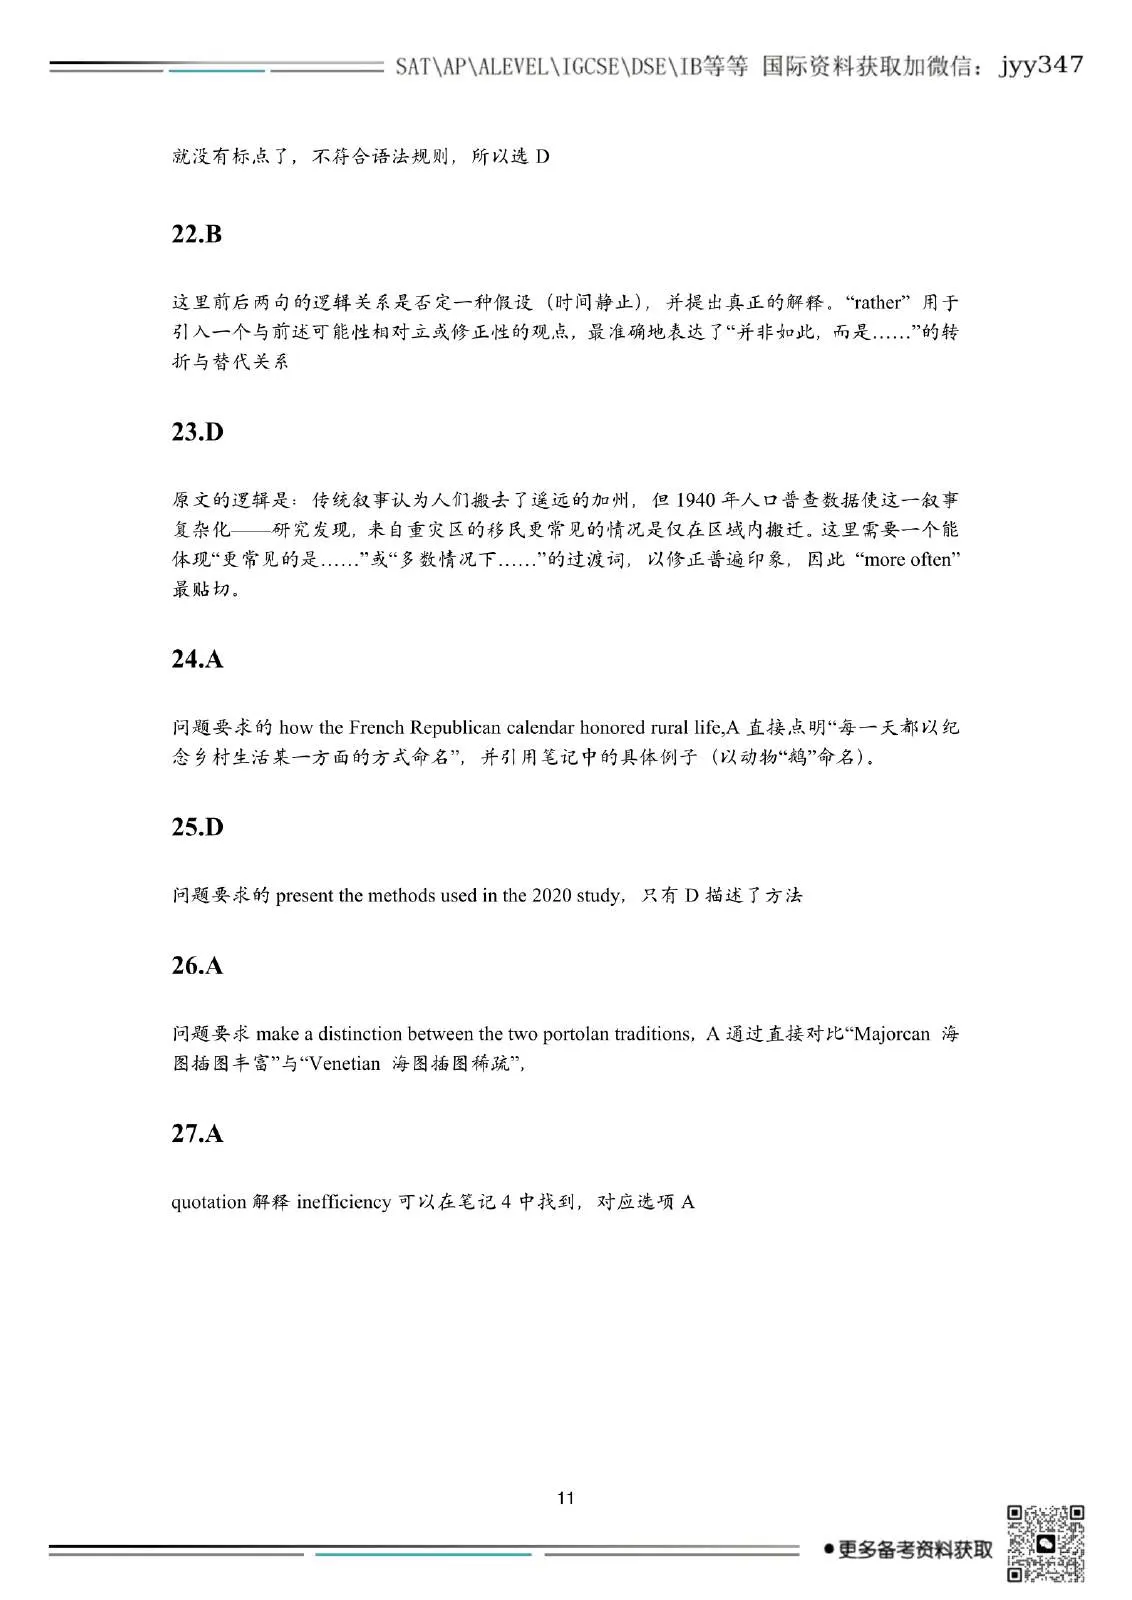 SAT\AP\ALEVEL\IGCSE\DSE\IB等等 国际资料获取加微信：jyy347
就没有标点了，不符合语法规则，所以选 D
22.B
这里前后两句的逻辑关系是否定一种假设（时间静止），并提出真正的解释。“rather” 用于
引入一个与前述可能性相对立或修正性的观点，最准确地表达了“并非如此，而是……”的转
折与替代关系
23.D
原文的逻辑是：传统叙事认为人们搬去了遥远的加州，但 1940 年人口普查数据使这一叙事
复杂化——研究发现，来自重灾区的移民更常见的情况是仅在区域内搬迁。这里需要一个能
体现“更常见的是……”或“多数情况下……”的过渡词，以修正普遍印象，因此 “more often”
最贴切。
24.A
问题要求的 how the French Republican calendar honored rural life,A 直接点明“每一天都以纪
念乡村生活某一方面的方式命名”，并引用笔记中的具体例子（以动物“鹅”命名）。
25.D
问题要求的 present the methods used in the 2020 study，只有 D 描述了方法
26.A
问题要求 make a distinction between the two portolan traditions，A 通过直接对比“Majorcan 海
图插图丰富”与“Venetian 海图插图稀疏”，
27.A
quotation 解释 inefficiency 可以在笔记 4 中找到，对应选项 A
11
●更多备考资料获取